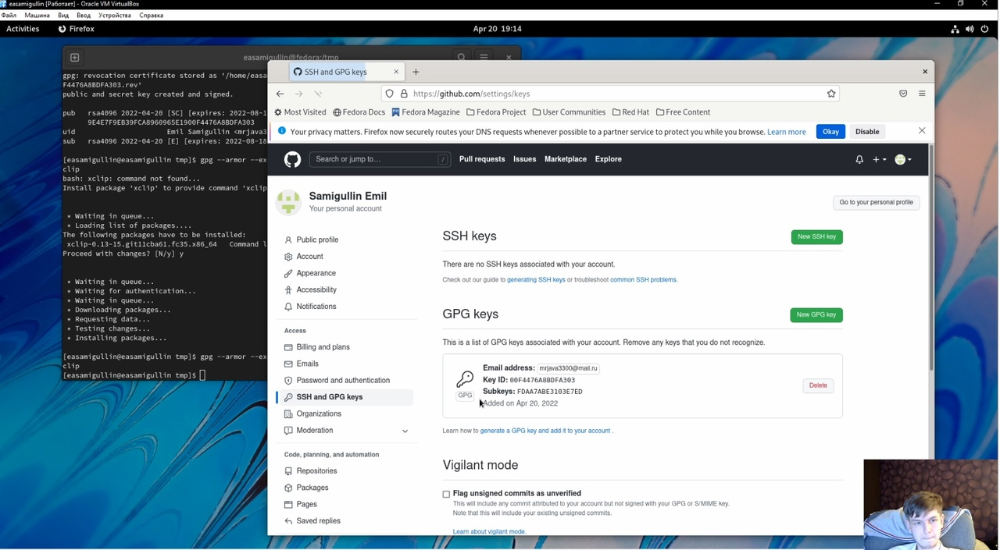 easamigullin [Работает] - Oracle VM VirtualBox
Файл Машина Вид Ввод Устройства Справка
Activities Firefox Apr 20 19:14
easamigullin@fedora:/tmp
gpg: revocation certificate stored as '/home/easa
F4476A8BDFA303.rev'
public and secret key created and signed.
pub rsa4096 2022-04-20 [SC] [expires: 2022-08-1
9E4E7F9EB39FCA8960965E1900F4476A8BDFA303
uid Emil Samigullin <mrjava3
sub rsa4096 2022-04-20 [E] [expires: 2022-08-18
[easamigullin@easamigullin tmp]$ gpg --armor --ex
clip
bash: xclip: command not found...
Install package 'xclip' to provide command 'xclip
* Waiting in queue...
* Loading list of packages....
The following packages have to be installed:
xclip-0.13-15.git11cba61.fc35.x86_64 Command l
Proceed with changes? [N/y] y
* Waiting in queue...
* Waiting for authentication...
* Waiting in queue...
* Downloading packages...
* Requesting data...
* Testing changes...
* Installing packages...
[easamigullin@easamigullin tmp]$ gpg --armor --ex
clip
[easamigullin@easamigullin tmp]$
SSH and GPG keys
https://github.com/settings/keys
Most Visited Fedora Docs Fedora Magazine Fedora Project User Communities Red Hat Free Content
Your privacy matters. Firefox now securely routes your DNS requests whenever possible to a partner service to protect you while you browse. Learn more Okay Disable
Search or jump to… / Pull requests Issues Marketplace Explore
Samigullin Emil
Your personal account
Go to your personal profile
Public profile
Account
Appearance
Accessibility
Notifications
Access
Billing and plans
Emails
Password and authentication
SSH and GPG keys
Organizations
Moderation
Code, planning, and automation
Repositories
Packages
Pages
Saved replies
SSH keys
New SSH key
There are no SSH keys associated with your account.
Check out our guide to generating SSH keys or troubleshoot common SSH problems.
GPG keys
New GPG key
This is a list of GPG keys associated with your account. Remove any keys that you do not recognize.
GPG
Email address: mrjava3300@mail.ru
Key ID: 00F4476A8BDFA303
Subkeys: FDAA7ABE3103E7ED
Added on Apr 20, 2022
Delete
Learn how to generate a GPG key and add it to your account .
Vigilant mode
Flag unsigned commits as unverified
This will include any commit attributed to your account but not signed with your GPG or S/MIME key.
Note that this will include your existing unsigned commits.
Learn about vigilant mode.